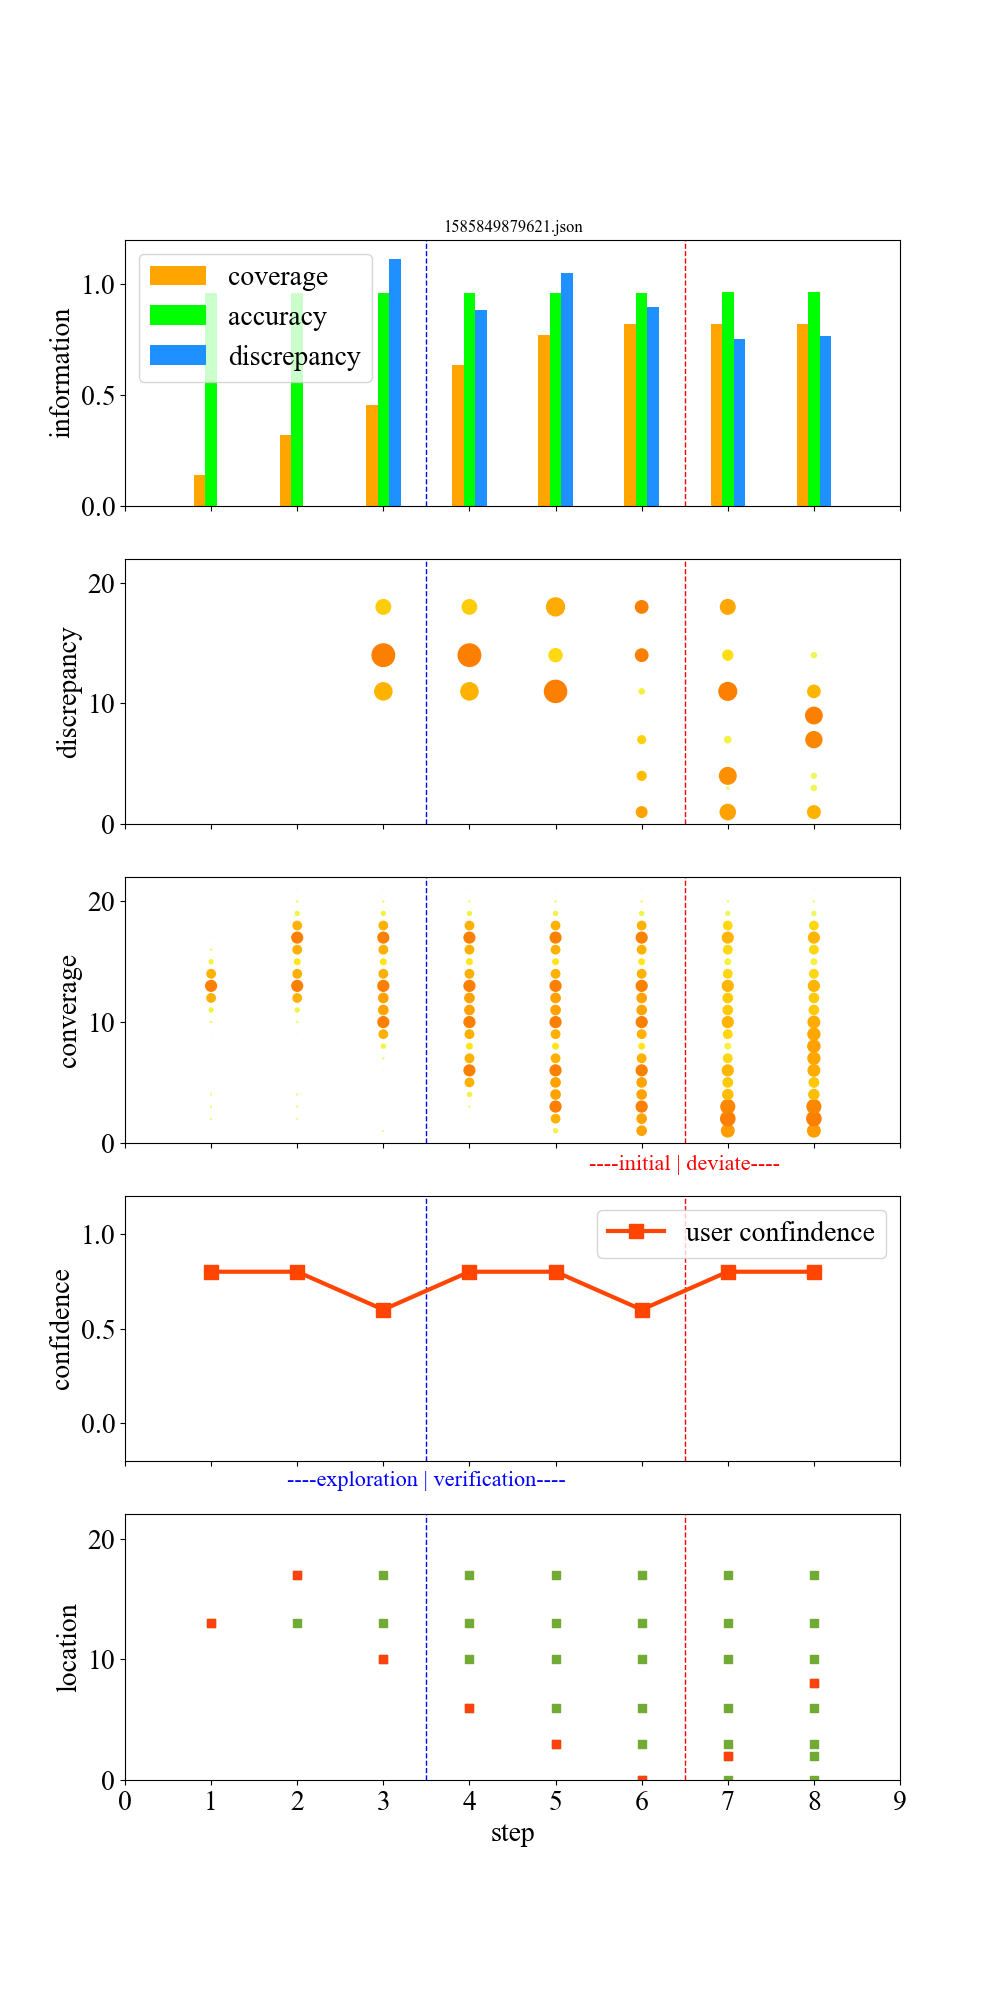 1585849879621.json
information
1.0
0.5
0.0
coverage
accuracy
discrepancy
discrepancy
20
10
0
converage
20
10
0
----initial | deviate----
confidence
1.0
0.5
0.0
user confindence
----exploration | verification----
location
20
10
0
0 1 2 3 4 5 6 7 8 9
step